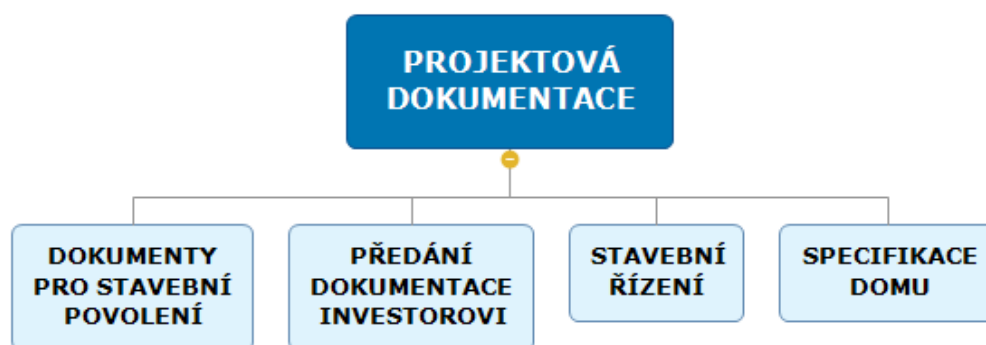 PROJEKTOVÁ
DOKUMENTACE
DOKUMENTY
PRO STAVEBNÍ
POVOLENÍ
PŘEDÁNÍ
DOKUMENTACE
INVESTOROVI
STAVEBNÍ
ŘÍZENÍ
SPECIFIKACE
DOMU